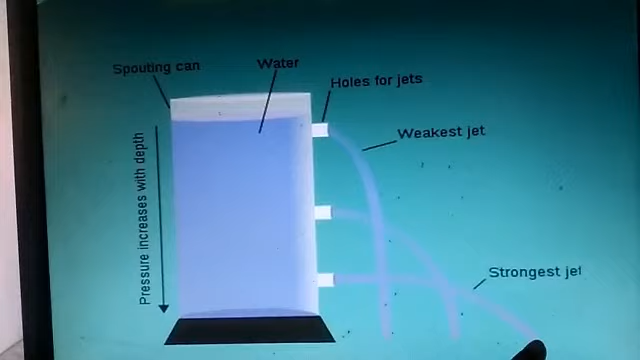 Spouting can
Water
Holes for jets
Weakest jet
Pressure increases with depth
Strongest jet